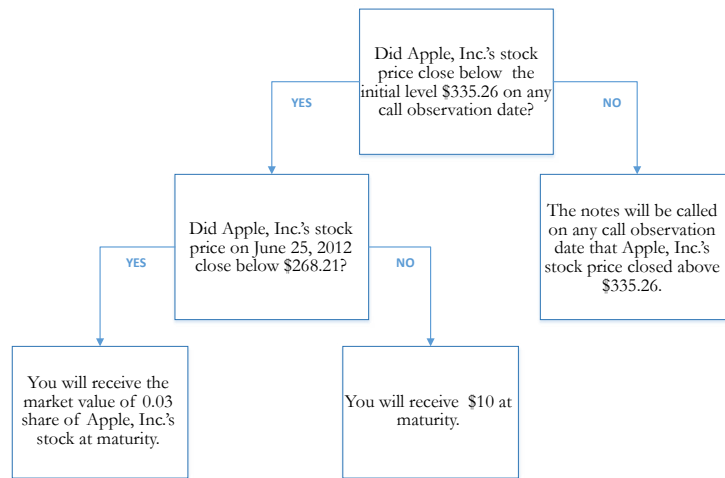 Did Apple, Inc.'s stock
price close below the
initial level $335.26 on any
call observation date?
YES
NO
Did Apple, Inc.'s stock
price on June 25, 2012
close below $268.21?
The notes will be called
on any call observation
date that Apple, Inc.'s
stock price closed above
$335.26.
YES
NO
You will receive the
market value of 0.03
share of Apple, Inc.'s
stock at maturity.
You will receive $10 at
maturity.